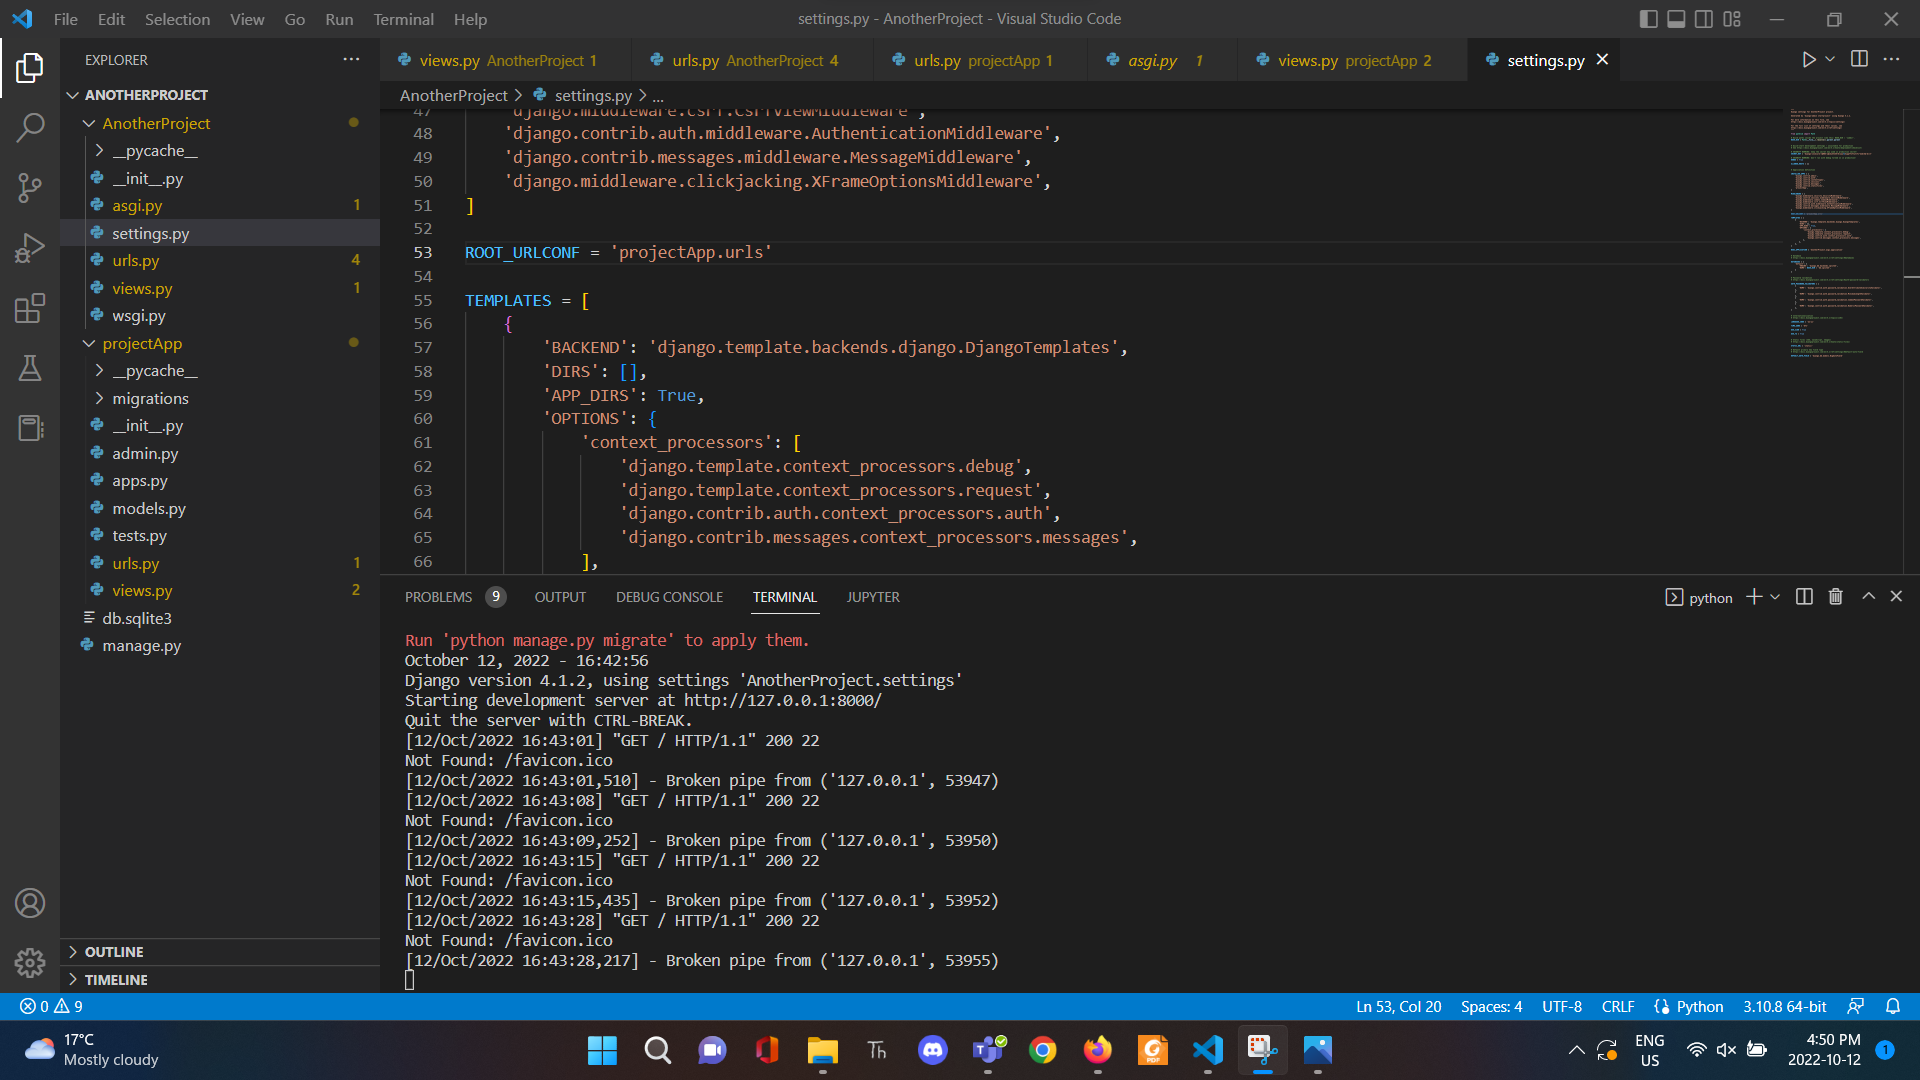 File Edit Selection View Go Run Terminal Help
settings.py - AnotherProject - Visual Studio Code
EXPLORER
ANOTHERPROJECT
AnotherProject
__pycache__
__init__.py
asgi.py 1
settings.py
urls.py 4
views.py 1
wsgi.py
projectApp
__pycache__
migrations
__init__.py
admin.py
apps.py
models.py
tests.py
urls.py 1
views.py 2
db.sqlite3
manage.py
OUTLINE
TIMELINE
views.py AnotherProject 1
urls.py AnotherProject 4
urls.py projectApp 1
asgi.py 1
views.py projectApp 2
settings.py
AnotherProject > settings.py > ...
47 'django.middleware.csrf.CsrfViewMiddleware',
48 'django.contrib.auth.middleware.AuthenticationMiddleware',
49 'django.contrib.messages.middleware.MessageMiddleware',
50 'django.middleware.clickjacking.XFrameOptionsMiddleware',
51 ]
52
53 ROOT_URLCONF = 'projectApp.urls'
54
55 TEMPLATES = [
56 {
57 'BACKEND': 'django.template.backends.django.DjangoTemplates',
58 'DIRS': [],
59 'APP_DIRS': True,
60 'OPTIONS': {
61 'context_processors': [
62 'django.template.context_processors.debug',
63 'django.template.context_processors.request',
64 'django.contrib.auth.context_processors.auth',
65 'django.contrib.messages.context_processors.messages',
66 ],
PROBLEMS 9 OUTPUT DEBUG CONSOLE TERMINAL JUPYTER
python
Run 'python manage.py migrate' to apply them.
October 12, 2022 - 16:42:56
Django version 4.1.2, using settings 'AnotherProject.settings'
Starting development server at http://127.0.0.1:8000/
Quit the server with CTRL-BREAK.
[12/Oct/2022 16:43:01] "GET / HTTP/1.1" 200 22
Not Found: /favicon.ico
[12/Oct/2022 16:43:01,510] - Broken pipe from ('127.0.0.1', 53947)
[12/Oct/2022 16:43:08] "GET / HTTP/1.1" 200 22
Not Found: /favicon.ico
[12/Oct/2022 16:43:09,252] - Broken pipe from ('127.0.0.1', 53950)
[12/Oct/2022 16:43:15] "GET / HTTP/1.1" 200 22
Not Found: /favicon.ico
[12/Oct/2022 16:43:15,435] - Broken pipe from ('127.0.0.1', 53952)
[12/Oct/2022 16:43:28] "GET / HTTP/1.1" 200 22
Not Found: /favicon.ico
[12/Oct/2022 16:43:28,217] - Broken pipe from ('127.0.0.1', 53955)
0 9
Ln 53, Col 20 Spaces: 4 UTF-8 CRLF Python 3.10.8 64-bit
17°C
Mostly cloudy
Th
PDF
ENG
US
4:50 PM
2022-10-12
1